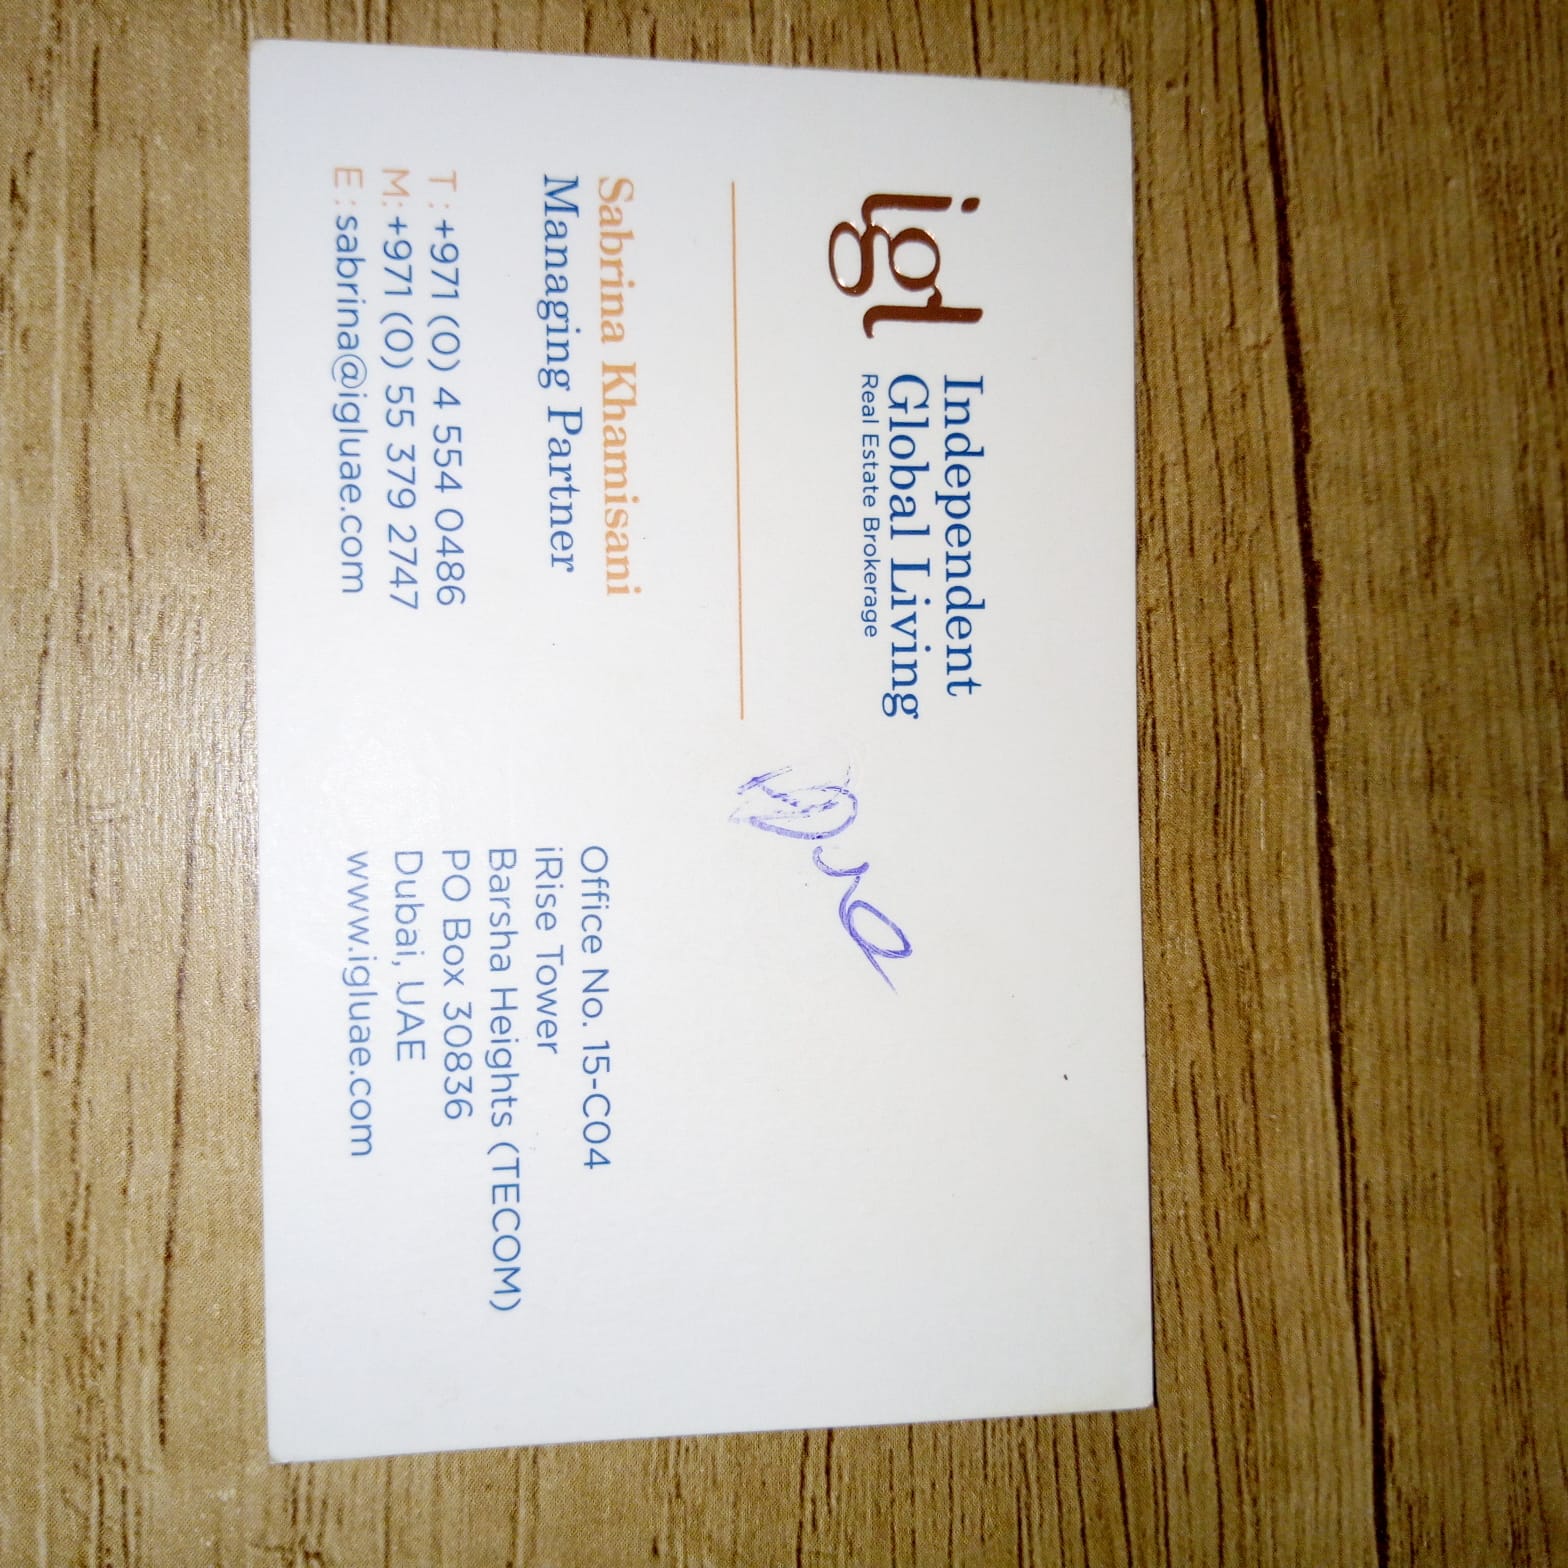 igl
Independent
Global Living
Real Estate Brokerage
Sabrina Khamisani
Managing Partner
T: +971 (0) 4 554 0486
M: +971 (0) 55 379 2747
E: sabrina@igluae.com
Office No. 15-C04
iRise Tower
Barsha Heights (TECOM)
PO Box 30836
Dubai, UAE
www.igluae.com